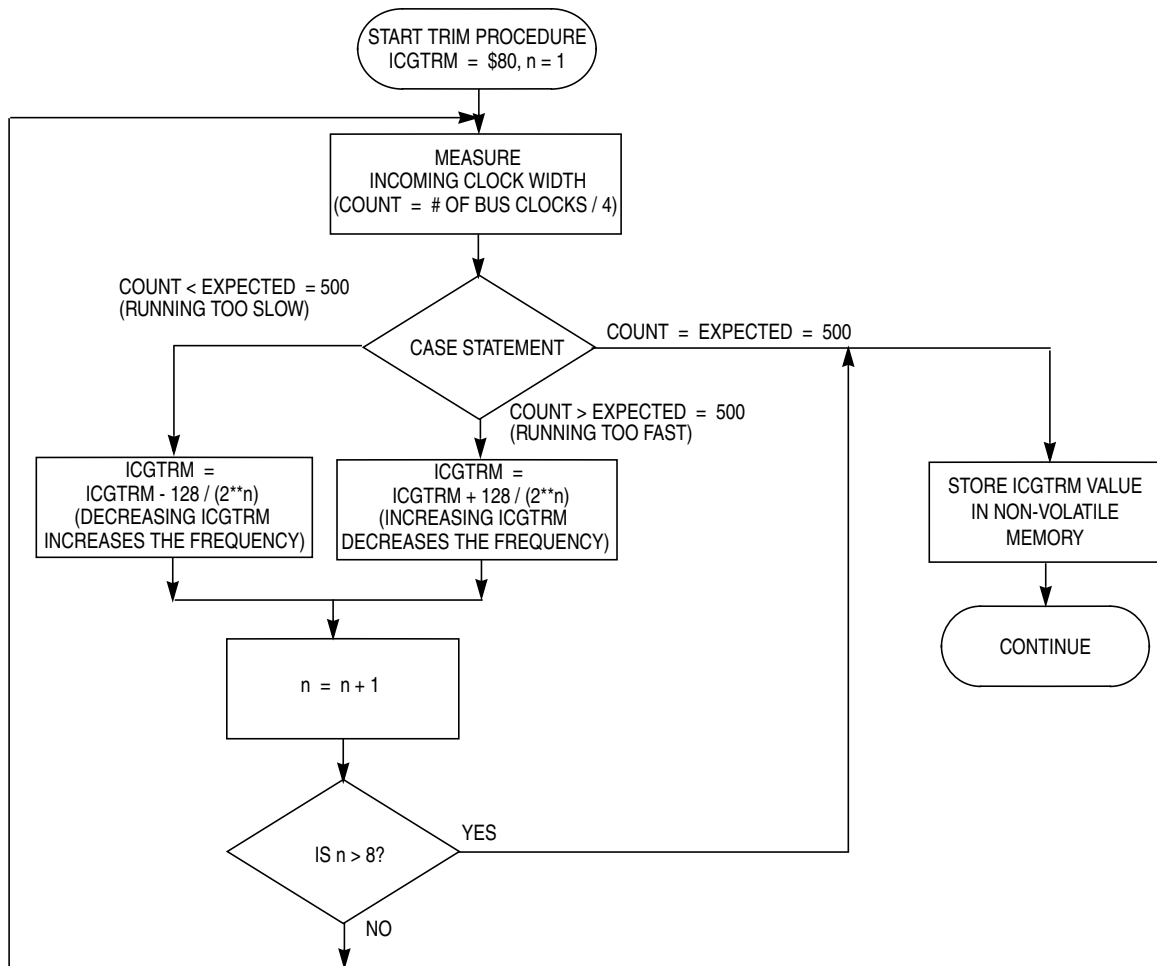 START TRIM PROCEDURE
ICGTRM = $80, n = 1
MEASURE
INCOMING CLOCK WIDTH
(COUNT = # OF BUS CLOCKS / 4)
COUNT < EXPECTED = 500
(RUNNING TOO SLOW)
CASE STATEMENT
COUNT = EXPECTED = 500
COUNT > EXPECTED = 500
(RUNNING TOO FAST)
ICGTRM =
ICGTRM - 128 / (2**n)
(DECREASING ICGTRM
INCREASES THE FREQUENCY)
ICGTRM =
ICGTRM + 128 / (2**n)
(INCREASING ICGTRM
DECREASES THE FREQUENCY)
STORE ICGTRM VALUE
IN NON-VOLATILE
MEMORY
CONTINUE
n = n + 1
IS n > 8?
YES
NO